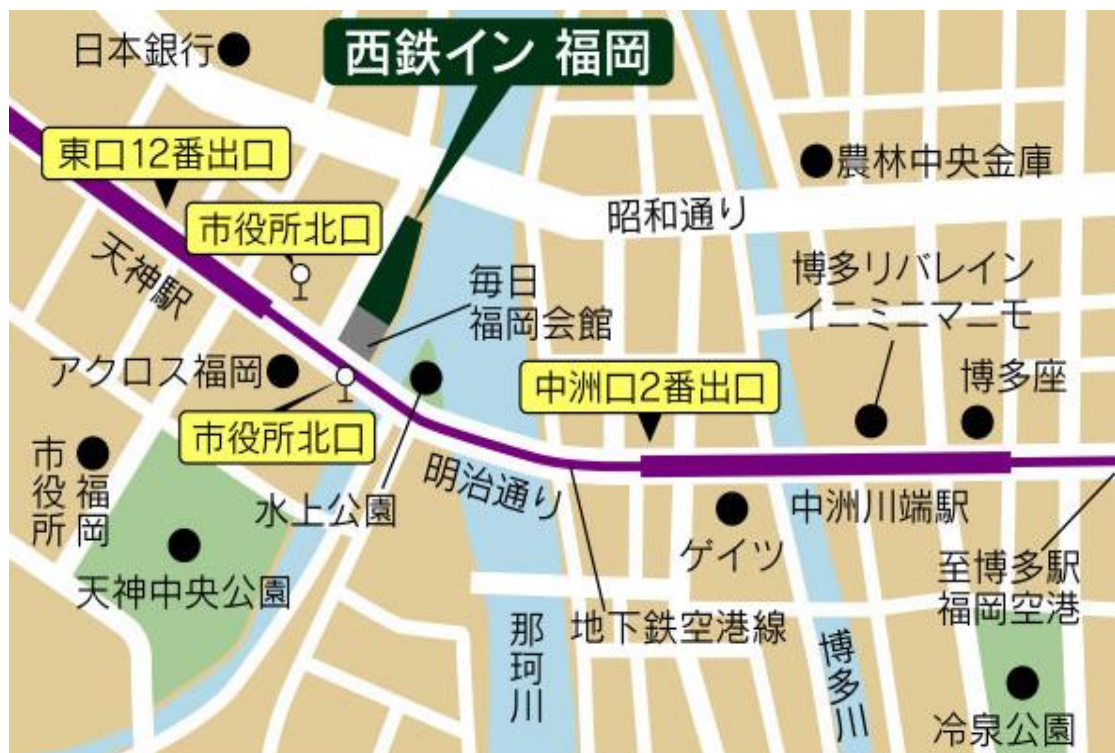 日本銀行
西鉄イン 福岡
東口12番出口
農林中央金庫
市役所北口
昭和通り
天神駅
毎日
福岡会館
博多リバレイン
イニミニマニモ
アクロス福岡
中洲口2番出口
博多座
市役所北口
福岡
市役所
水上公園
明治通り
中洲川端駅
ゲイツ
天神中央公園
至博多駅
福岡空港
地下鉄空港線
那珂川
博多川
冷泉公園